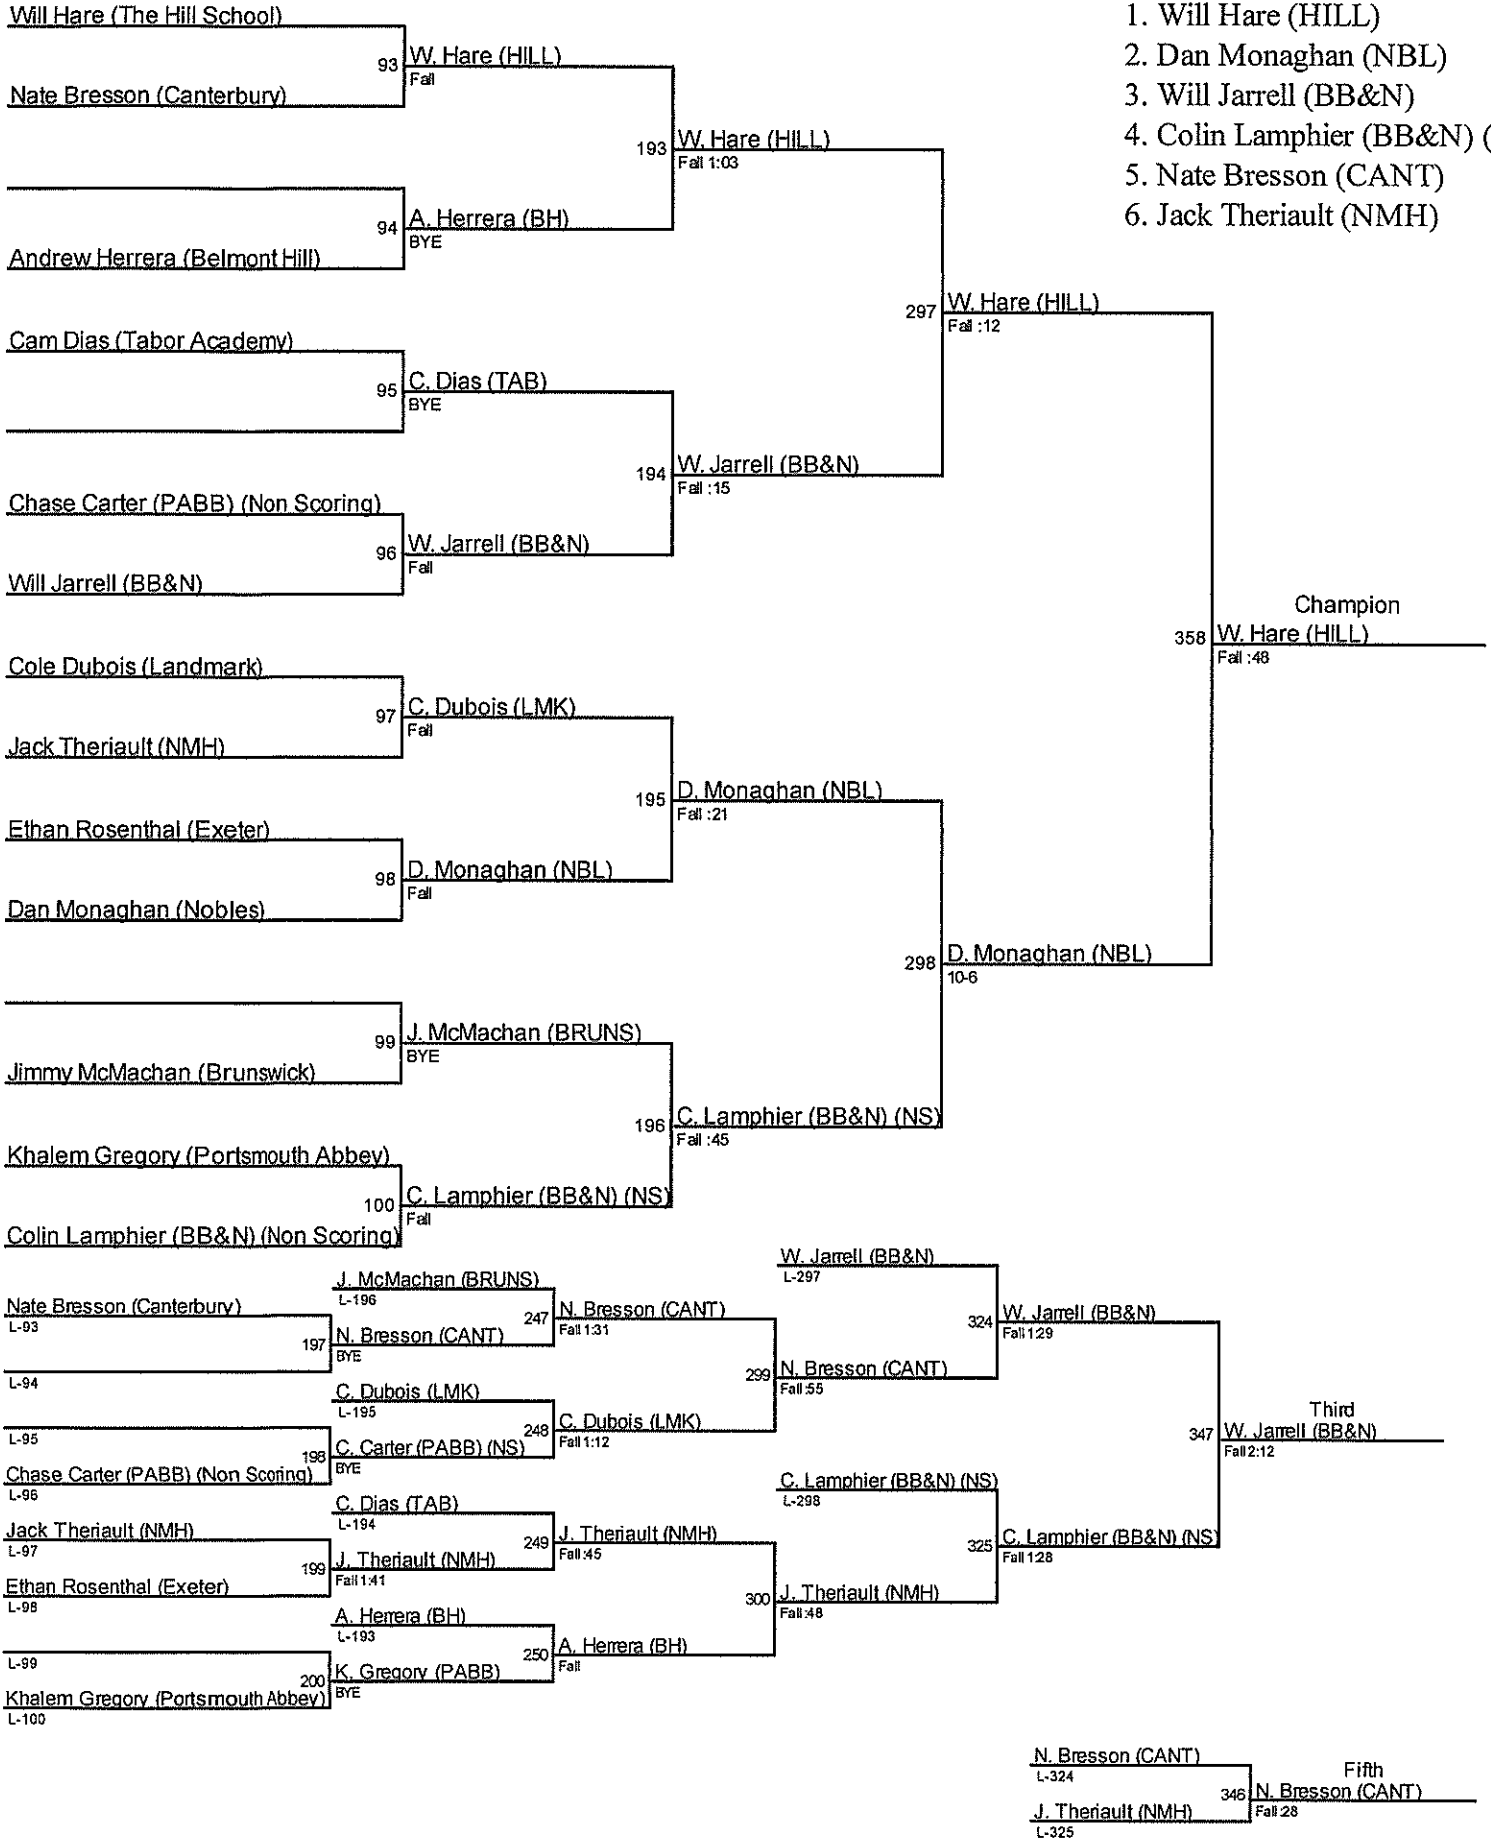 1. Will Hare (HILL)
2. Dan Monaghan (NBL)
3. Will Jarrell (BB&N)
4. Colin Lamphier (BB&N) (
5. Nate Bresson (CANT)
6. Jack Theriault (NMH)
Will Hare (The Hill School)
93 W. Hare (HILL)
Fall
Nate Bresson (Canterbury)
193 W. Hare (HILL)
Fall 1:03
94 A. Herrera (BH)
BYE
Andrew Herrera (Belmont Hill)
297 W. Hare (HILL)
Fall :12
Cam Dias (Tabor Academy)
95 C. Dias (TAB)
BYE
194 W. Jarrell (BB&N)
Fall :15
Chase Carter (PABB) (Non Scoring)
96 W. Jarrell (BB&N)
Fall
Will Jarrell (BB&N)
Champion
358 W. Hare (HILL)
Fall :48
Cole Dubois (Landmark)
97 C. Dubois (LMK)
Fall
Jack Theriault (NMH)
195 D. Monaghan (NBL)
Fall :21
Ethan Rosenthal (Exeter)
98 D. Monaghan (NBL)
Fall
Dan Monaghan (Nobles)
298 D. Monaghan (NBL)
10-6
99 J. McMachan (BRUNS)
BYE
Jimmy McMachan (Brunswick)
196 C. Lamphier (BB&N) (NS)
Fall :45
Khalem Gregory (Portsmouth Abbey)
100 C. Lamphier (BB&N) (NS)
Fall
Colin Lamphier (BB&N) (Non Scoring)
W. Jarrell (BB&N)
L-297
J. McMachan (BRUNS)
L-196
Nate Bresson (Canterbury)
L-93
247 N. Bresson (CANT)
Fall 1:31
324 W. Jarrell (BB&N)
Fall 1:29
197 N. Bresson (CANT)
BYE
L-94
299 N. Bresson (CANT)
Fall :55
C. Dubois (LMK)
L-195
248 C. Dubois (LMK)
Fall 1:12
L-95
198 C. Carter (PABB) (NS)
BYE
Chase Carter (PABB) (Non Scoring)
L-96
Third
347 W. Jarrell (BB&N)
Fall 2:12
C. Lamphier (BB&N) (NS)
L-298
C. Dias (TAB)
L-194
Jack Theriault (NMH)
L-97
249 J. Theriault (NMH)
Fall :45
325 C. Lamphier (BB&N) (NS)
Fall 1:28
199 J. Theriault (NMH)
Fall 1:41
Ethan Rosenthal (Exeter)
L-98
300 J. Theriault (NMH)
Fall :48
A. Herrera (BH)
L-193
250 A. Herrera (BH)
Fall
L-99
200 K. Gregory (PABB)
BYE
Khalem Gregory (Portsmouth Abbey)
L-100
N. Bresson (CANT)
L-324
Fifth
346 N. Bresson (CANT)
Fall :28
J. Theriault (NMH)
L-325